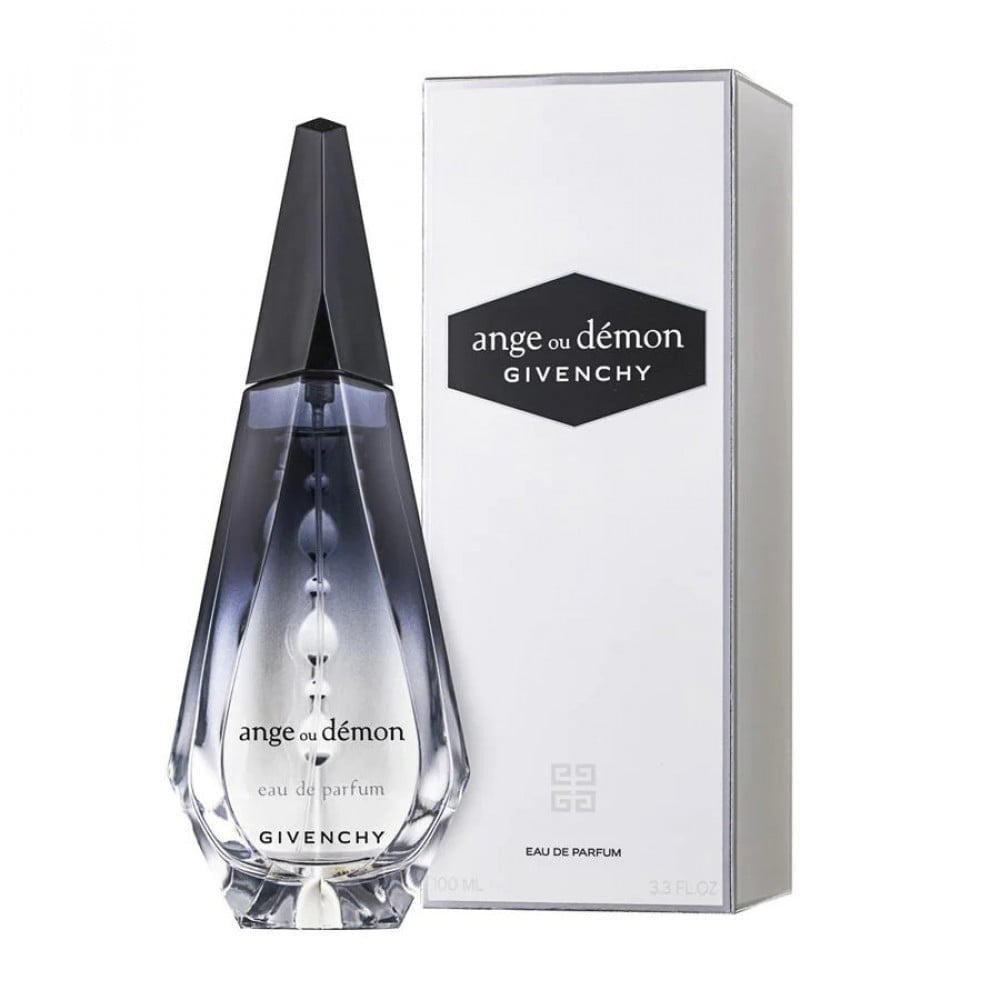 ange ou démon
eau de parfum
GIVENCHY
ange ou démon
GIVENCHY
EAU DE PARFUM
100 ML
3.3 FL.OZ